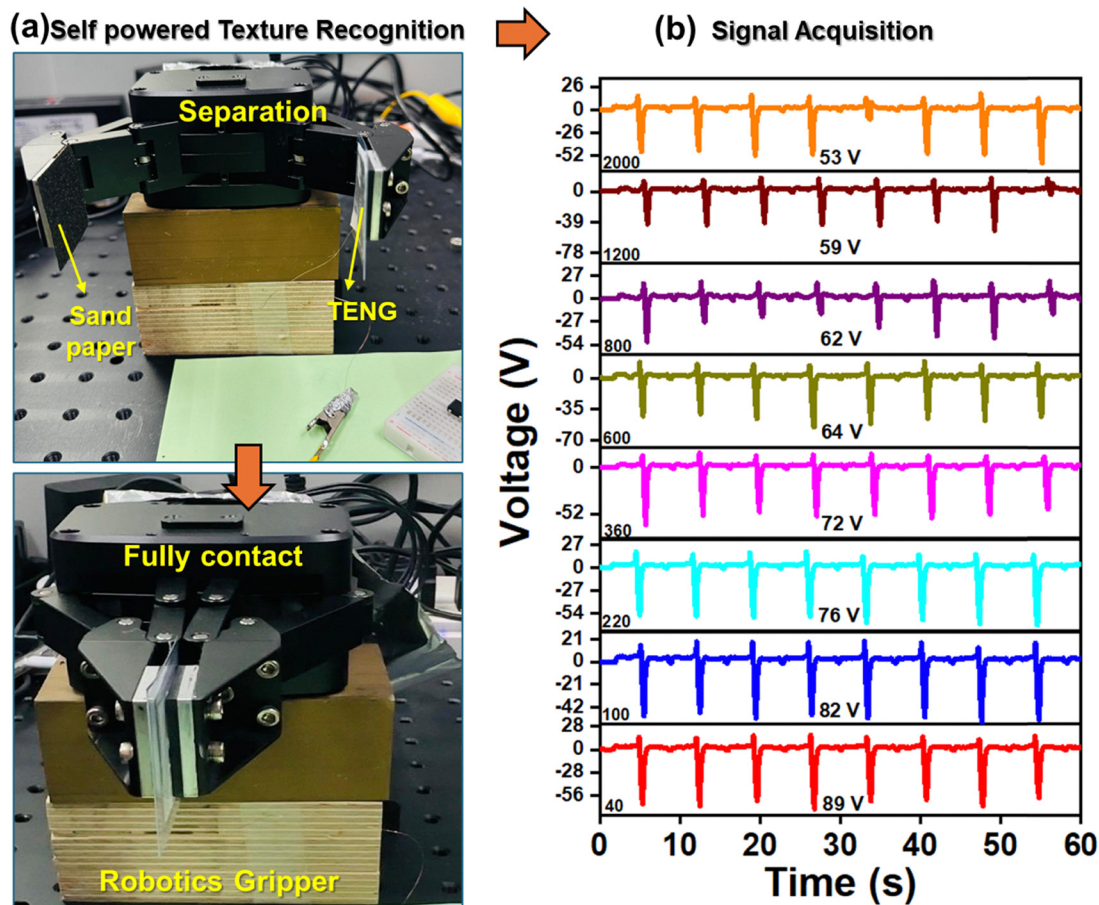 (a) Self powered Texture Recognition
Separation
Sand
paper
TENG
Fully contact
Robotics Gripper
(b) Signal Acquisition
Voltage (V)
26
0
-26
-52
2000
53 V
0
-39
-78
1200
59 V
27
0
-27
-54
800
62 V
0
-35
-70
600
64 V
0
-52
360
72 V
27
0
-27
-54
220
76 V
21
0
-21
-42
100
82 V
28
0
-28
-56
40
89 V
0 10 20 30 40 50 60
Time (s)